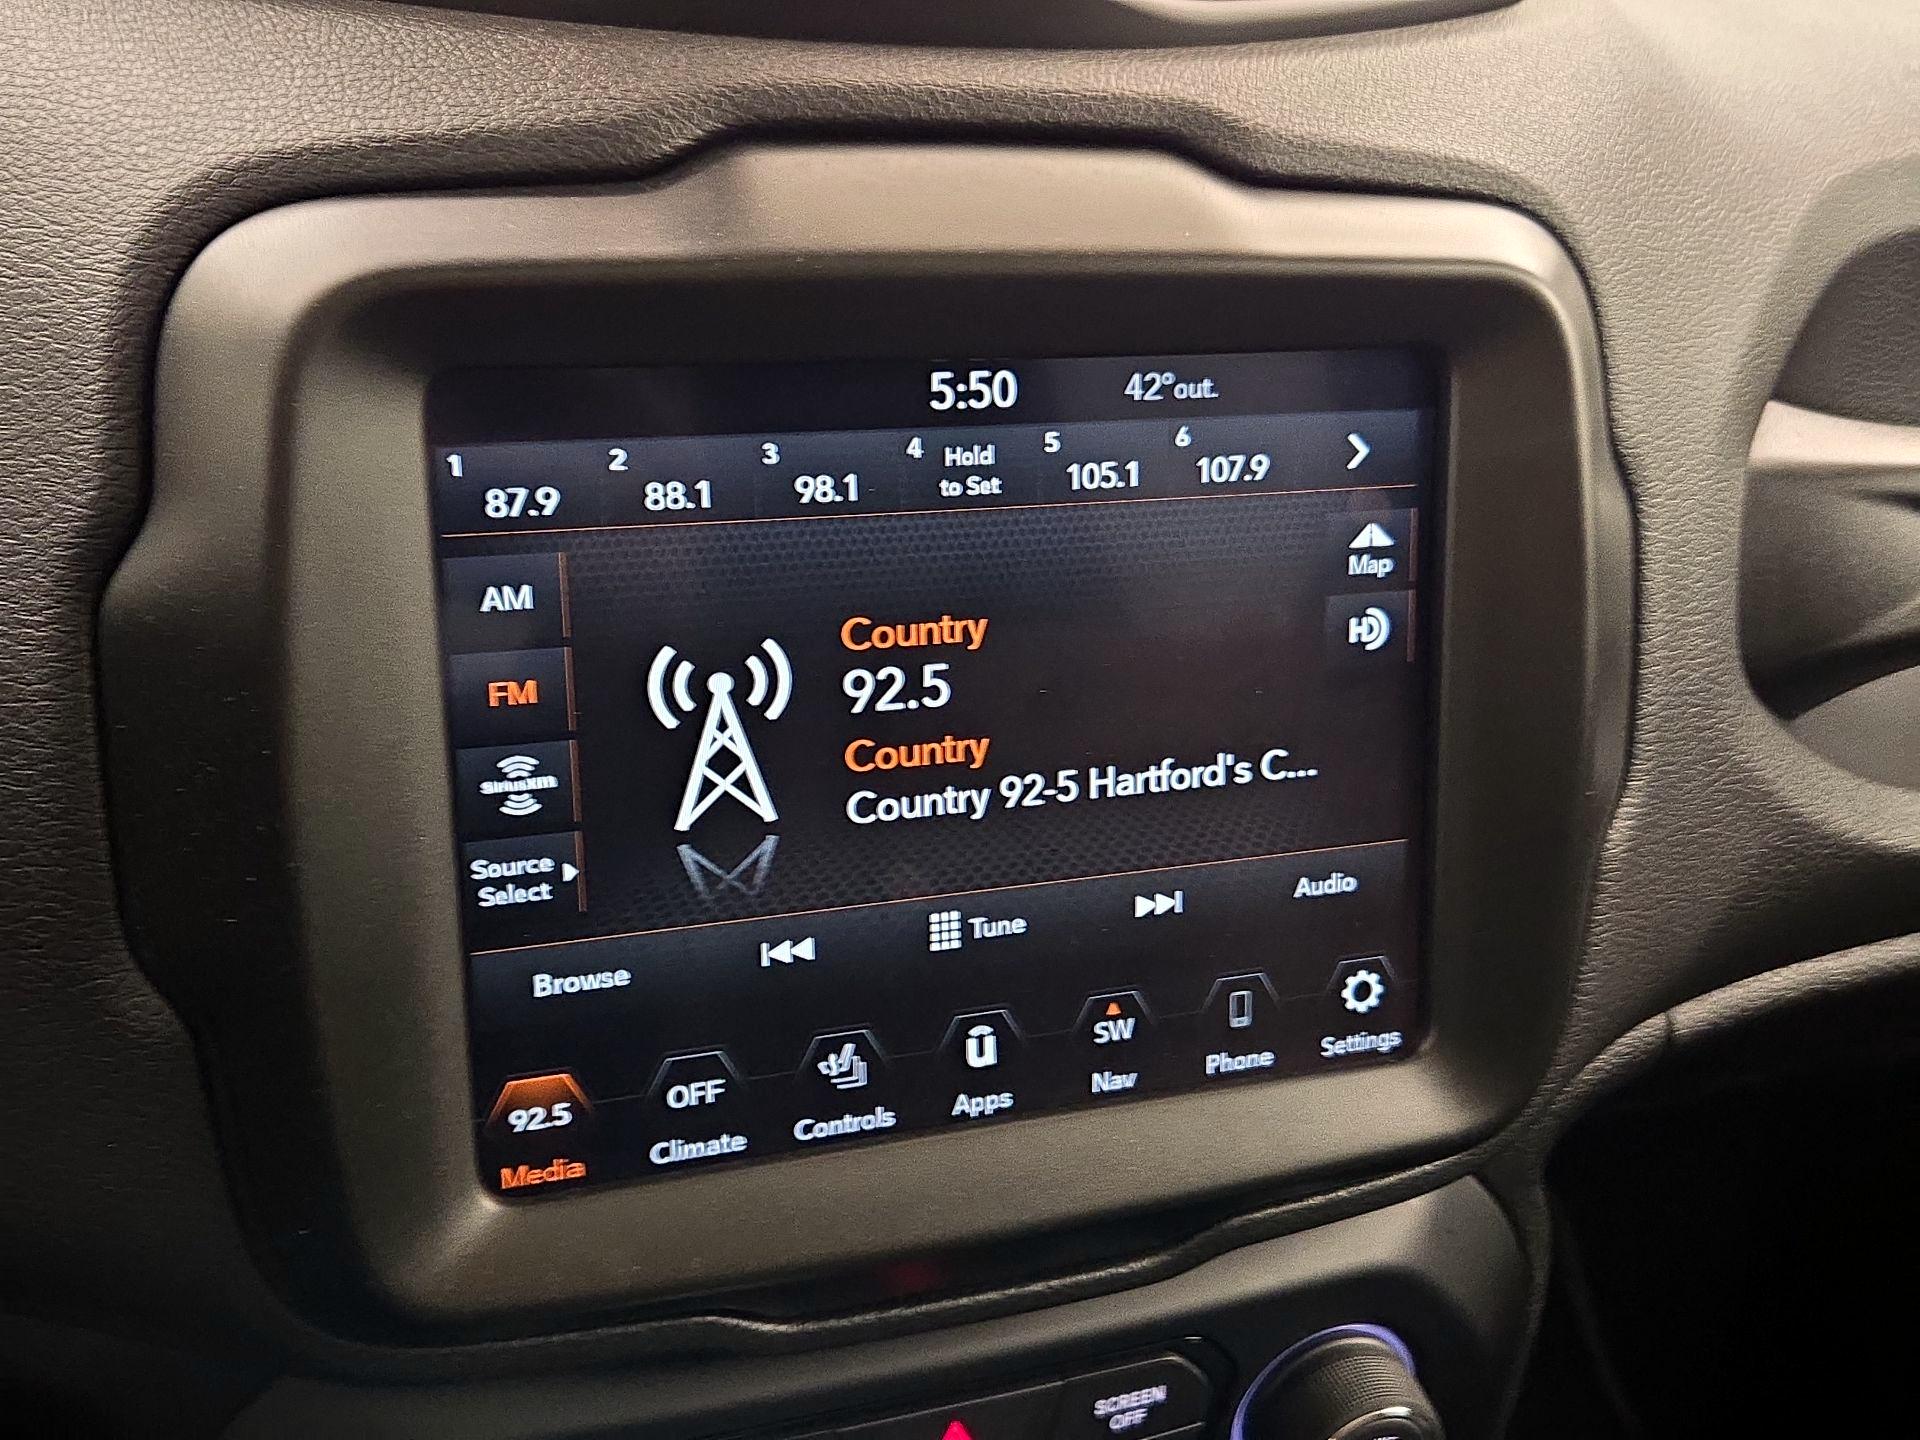 5:50 42° out.
1 87.9 2 88.1 3 98.1 4 Hold to Set 5 105.1 6 107.9
Map
AM
HD
Country
FM
92.5
Country
SiriusXM
Country 92-5 Hartford's C...
Source
Select
Audio
Tune
Browse
92.5 OFF ū SW
Media Climate Controls Apps Nav Phone Settings
SCREEN
OFF